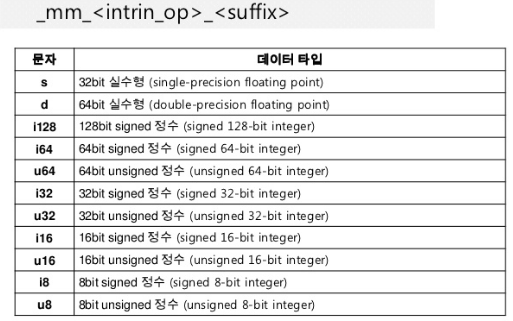 _mm_<intrin_op>_<suffix>
문자 데이터 타입
s 32bit 실수형 (single-precision floating point)
d 64bit 실수형 (double-precision floating point)
i128 128bit signed 정수 (signed 128-bit integer)
i64 64bit signed 정수 (signed 64-bit integer)
u64 64bit unsigned 정수 (unsigned 64-bit integer)
i32 32bit signed 정수 (signed 32-bit integer)
u32 32bit unsigned 정수 (unsigned 32-bit integer)
i16 16bit signed 정수 (signed 16-bit integer)
u16 16bit unsigned 정수 (unsigned 16-bit integer)
i8 8bit signed 정수 (signed 8-bit integer)
u8 8bit unsigned 정수 (unsigned 8-bit integer)